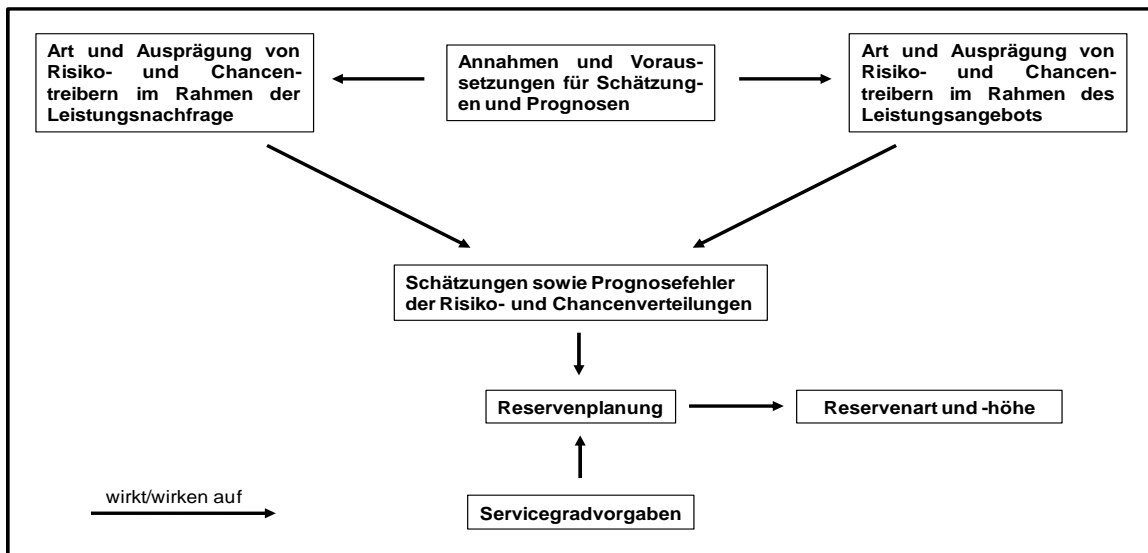 Art und Ausprägung von
Risiko- und Chancen-
treibern im Rahmen der
Leistungsnachfrage
Annahmen und Voraus-
setzungen für Schätzung-
en und Prognosen
Art und Ausprägung von
Risiko- und Chancen-
treibern im Rahmen des
Leistungsangebots
Schätzungen sowie Prognosefehler
der Risiko- und Chancenverteilungen
Reservenplanung
Reservenart und -höhe
wirkt/wirken auf
Servicegradvorgaben